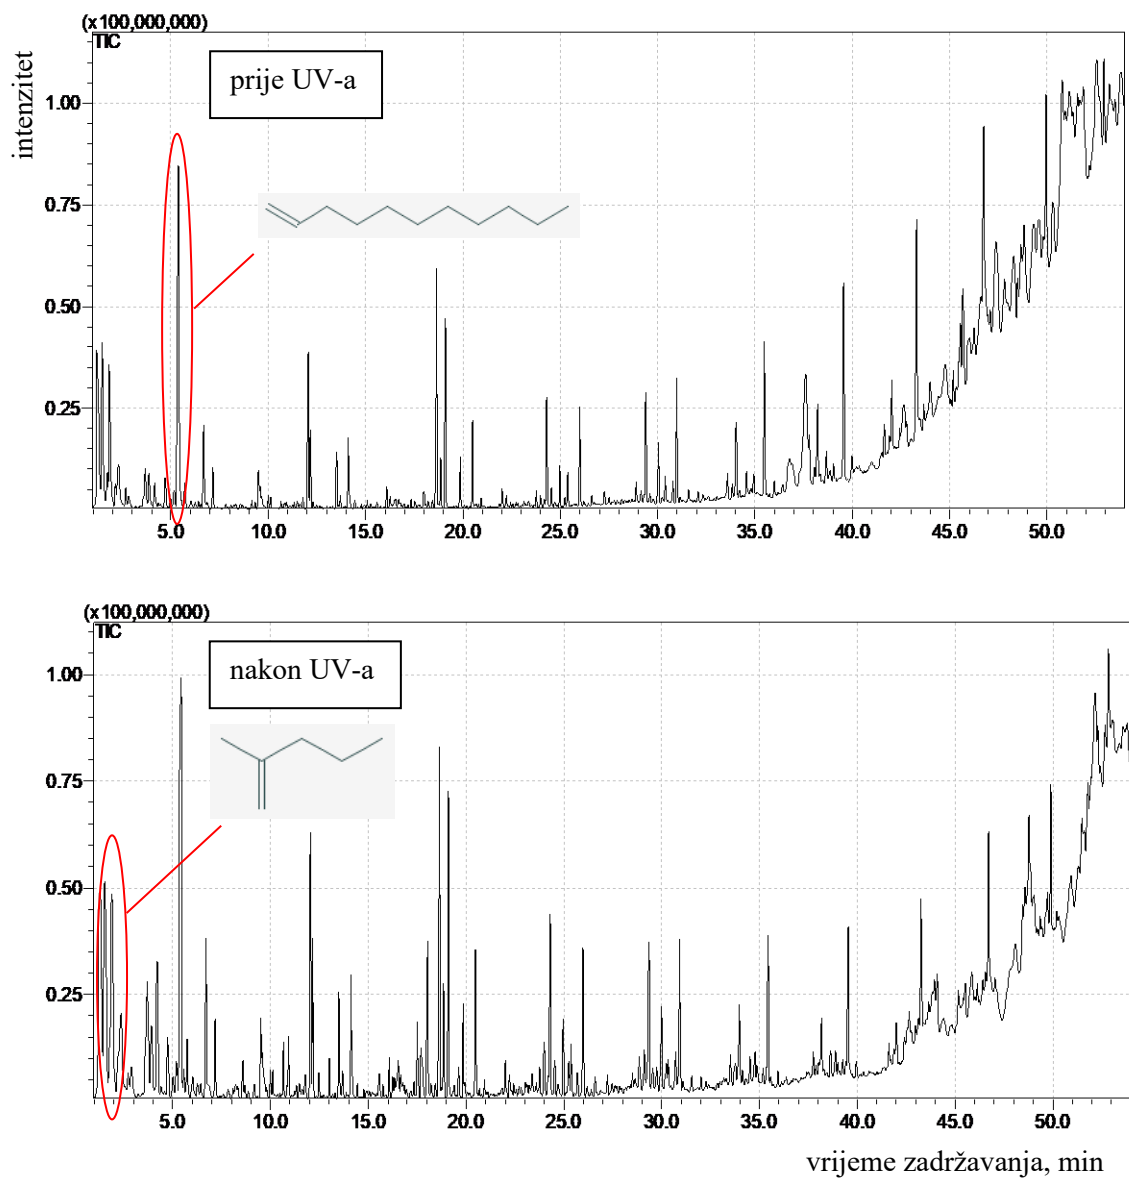 (x100,000,000)
TIC
intenzitet
prije UV-a
1.00
0.75
0.50
0.25
5.0 10.0 15.0 20.0 25.0 30.0 35.0 40.0 45.0 50.0
(x100,000,000)
TIC
nakon UV-a
1.00
0.75
0.50
0.25
5.0 10.0 15.0 20.0 25.0 30.0 35.0 40.0 45.0 50.0
vrijeme zadržavanja, min